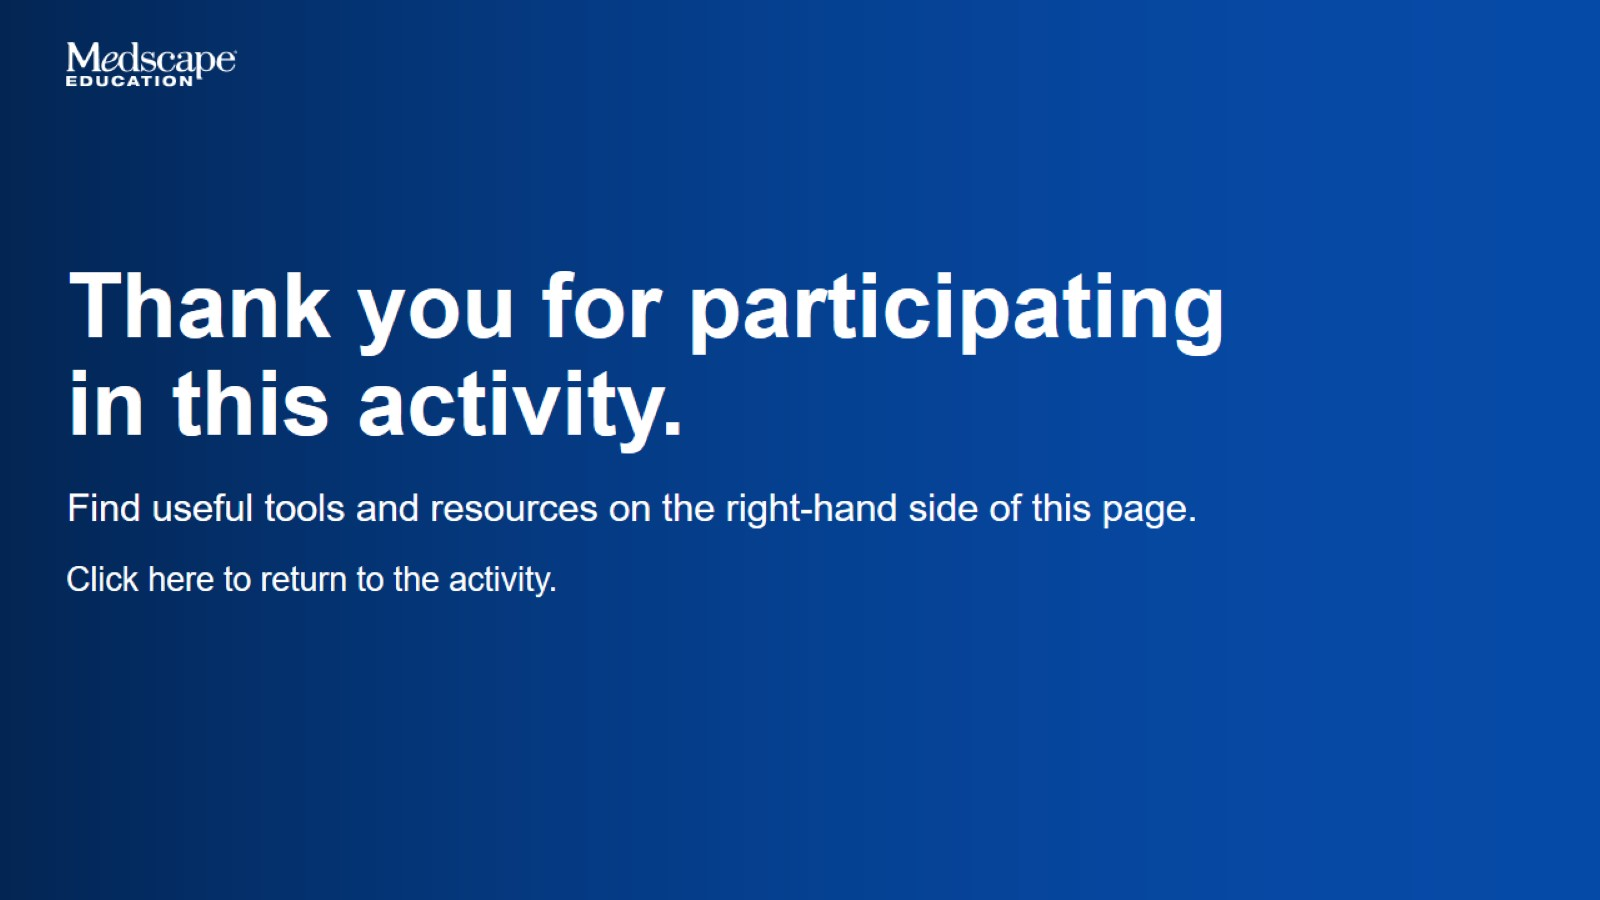 Medscape
EDUCATION
Thank you for participating
in this activity.
Find useful tools and resources on the right-hand side of this page.
Click here to return to the activity.